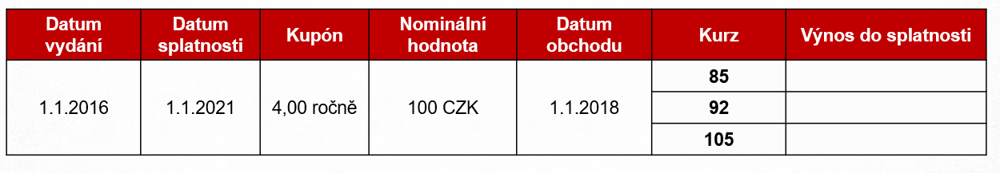 Datum vydání
Datum splatnosti
Kupón
Nominální hodnota
Datum obchodu
Kurz
Výnos do splatnosti
1.1.2016
1.1.2021
4,00 ročně
100 CZK
1.1.2018
85
92
105